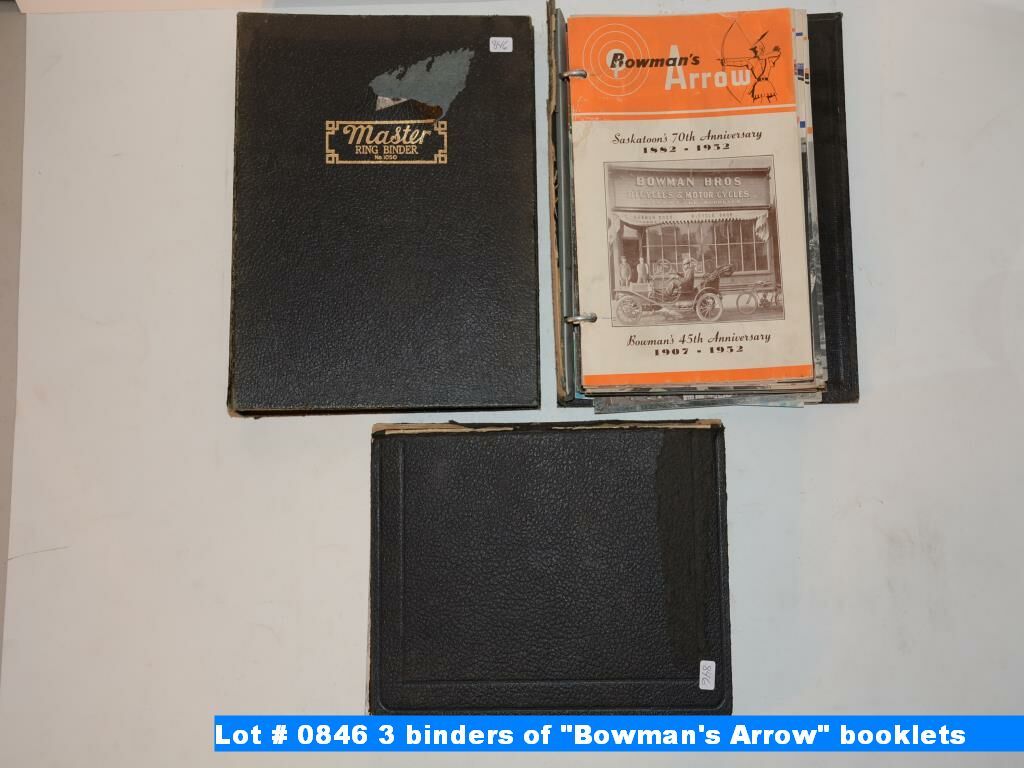 846
Master
RING BINDER
No. 1050
Bowman's
Arrow
Saskatoon's 70th Anniversary
1882 - 1952
BOWMAN BROS
BICYCLES & MOTOR CYCLES
Bowman's 45th Anniversary
1907 - 1952
846
Lot # 0846 3 binders of "Bowman's Arrow" booklets